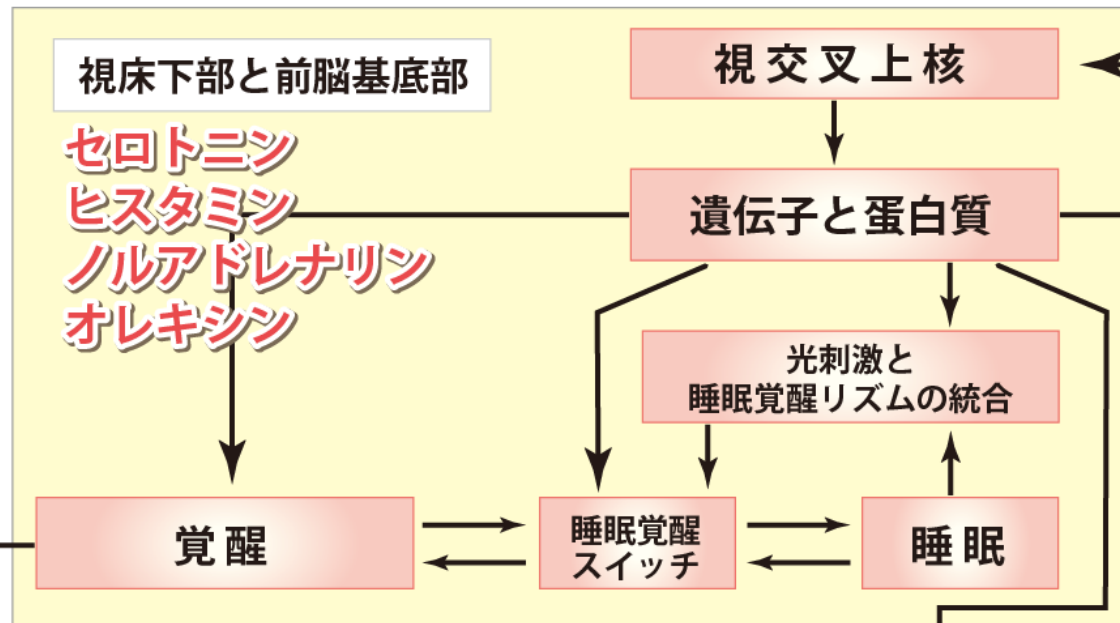 視床下部と前脳基底部
セロトニン
ヒスタミン
ノルアドレナリン
オレキシン
視交叉上核
遺伝子と蛋白質
光刺激と
睡眠覚醒リズムの統合
覚醒
睡眠覚醒
スイッチ
睡眠